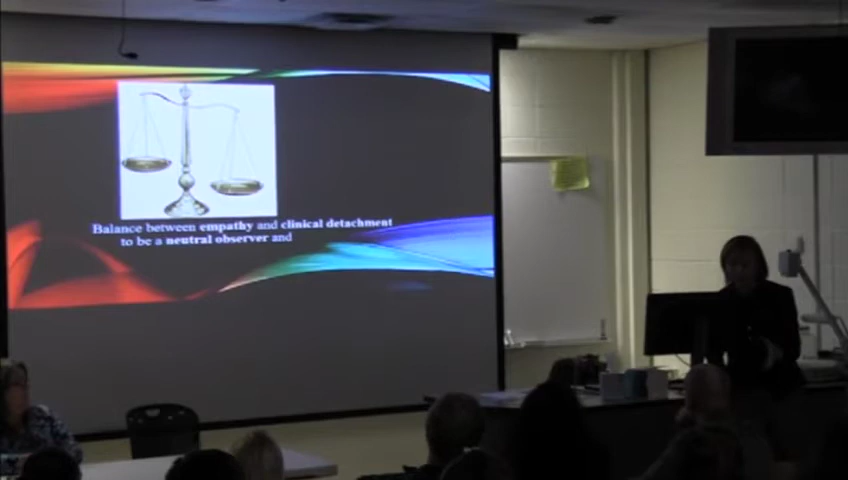 Balance between empathy and clinical detachment
to be a neutral observer and